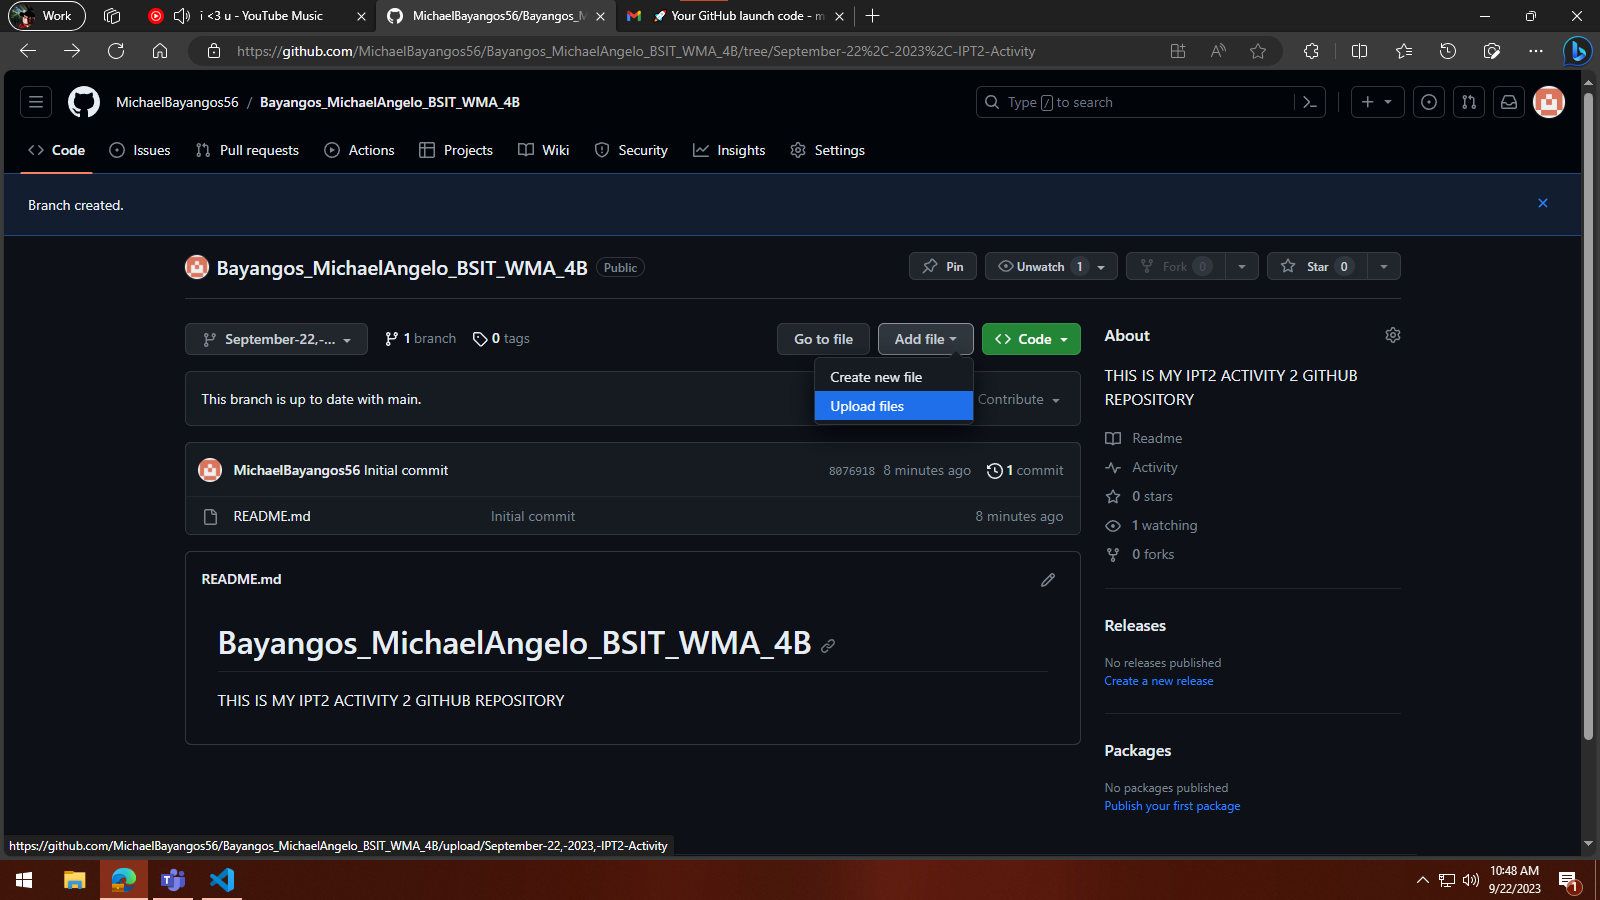 Work
i <3 u - YouTube Music
MichaelBayangos56/Bayangos_M
🚀 Your GitHub launch code - m
https://github.com/MichaelBayangos56/Bayangos_MichaelAngelo_BSIT_WMA_4B/tree/September-22%2C-2023%2C-IPT2-Activity
MichaelBayangos56 / Bayangos_MichaelAngelo_BSIT_WMA_4B
Type / to search
Code
Issues
Pull requests
Actions
Projects
Wiki
Security
Insights
Settings
Branch created.
Bayangos_MichaelAngelo_BSIT_WMA_4B
Public
Pin
Unwatch 1
Fork 0
Star 0
September-22,-...
1 branch
0 tags
Go to file
Add file
Code
Create new file
Upload files
This branch is up to date with main.
Contribute
MichaelBayangos56 Initial commit
8076918 8 minutes ago
1 commit
README.md
Initial commit
8 minutes ago
README.md
Bayangos_MichaelAngelo_BSIT_WMA_4B
THIS IS MY IPT2 ACTIVITY 2 GITHUB REPOSITORY
About
THIS IS MY IPT2 ACTIVITY 2 GITHUB
REPOSITORY
Readme
Activity
0 stars
1 watching
0 forks
Releases
No releases published
Create a new release
Packages
No packages published
Publish your first package
https://github.com/MichaelBayangos56/Bayangos_MichaelAngelo_BSIT_WMA_4B/upload/September-22,-2023,-IPT2-Activity
10:48 AM
9/22/2023
1